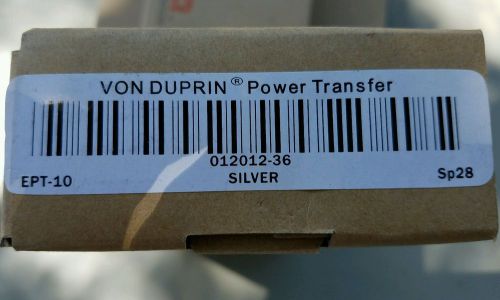 VON DUPRIN® Power Transfer
012012-36
EPT-10 SILVER Sp28